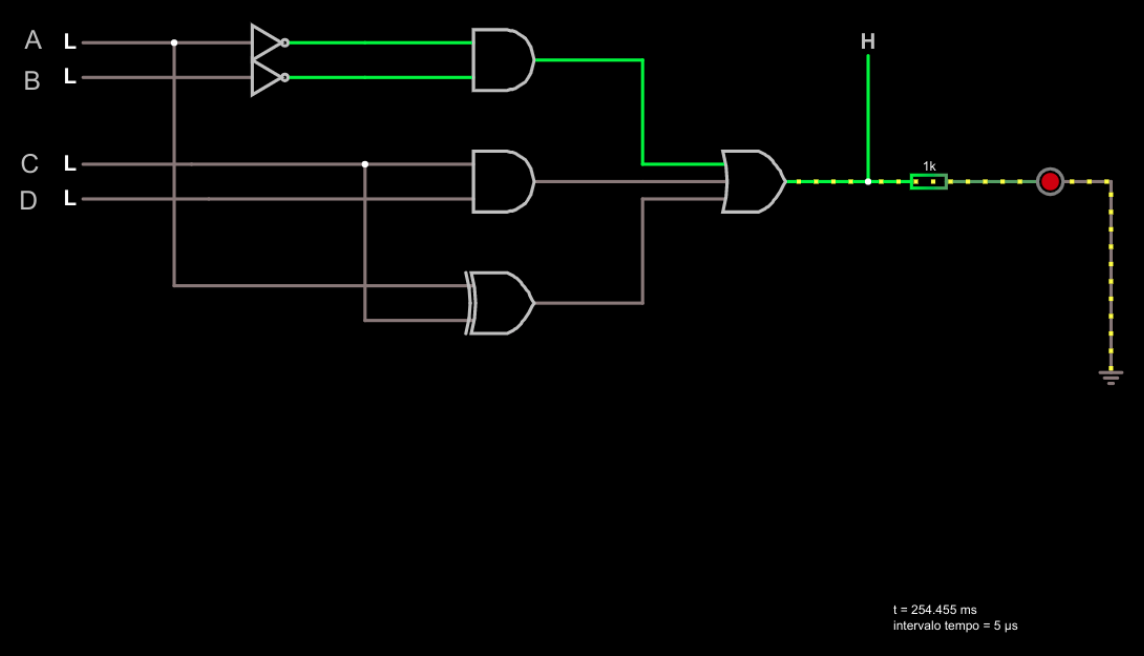 A L
H
B L
C L
1k
D L
t = 254.455 ms
intervalo tempo = 5 µs